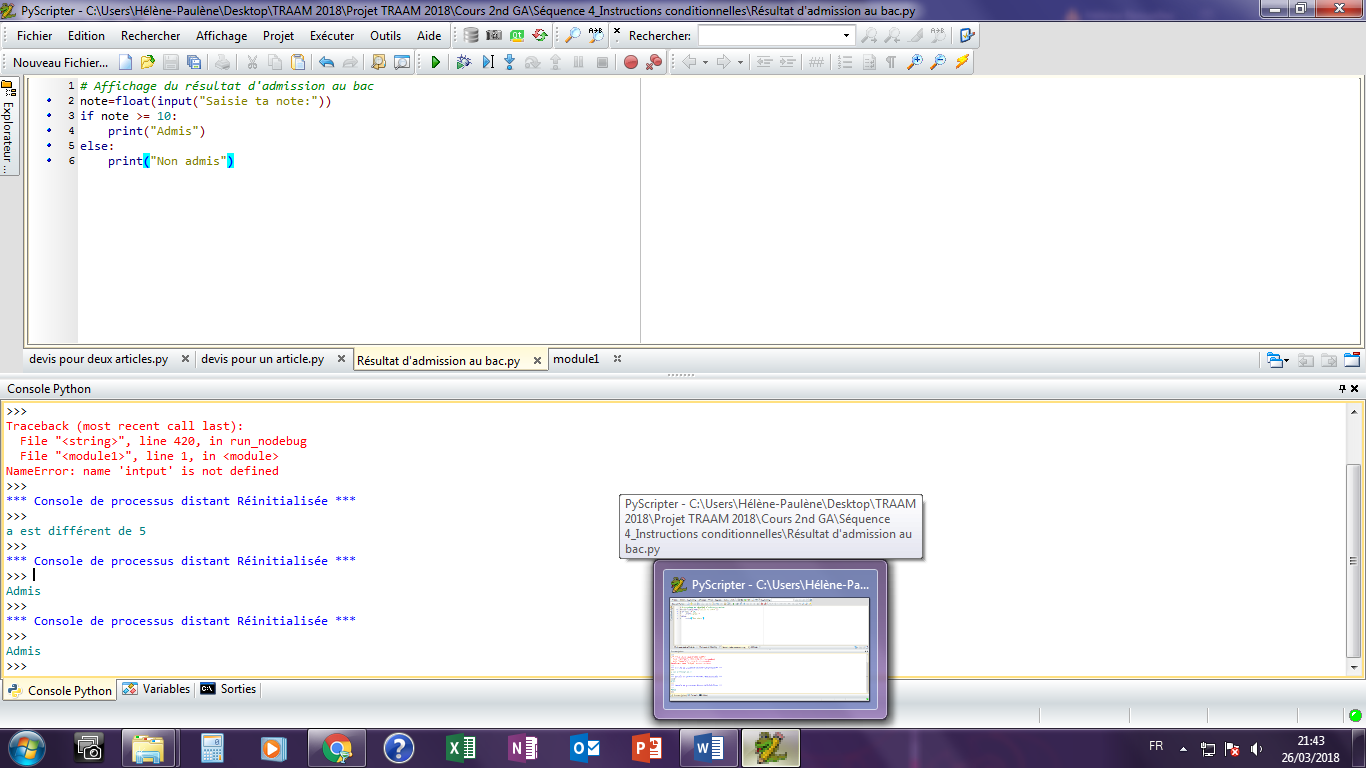 PyScripter - C:\Users\Hélène-Paulène\Desktop\TRAAM 2018\Projet TRAAM 2018\Cours 2nd GA\Séquence 4_Instructions conditionnelles\Résultat d'admission au bac.py
Fichier Edition Rechercher Affichage Projet Exécuter Outils Aide Rechercher:
Nouveau Fichier...
Explorateur ...
1 # Affichage du résultat d'admission au bac
2 note=float(input("Saisie ta note:"))
3 if note >= 10:
4     print("Admis")
5 else:
6     print("Non admis")
devis pour deux articles.py devis pour un article.py Résultat d'admission au bac.py module1
Console Python
>>>
Traceback (most recent call last):
  File "<string>", line 420, in run_nodebug
  File "<module1>", line 1, in <module>
NameError: name 'intput' is not defined
>>>
*** Console de processus distant Réinitialisée ***
>>>
a est différent de 5
>>>
*** Console de processus distant Réinitialisée ***
>>>
Admis
>>>
*** Console de processus distant Réinitialisée ***
>>>
Admis
>>>
PyScripter - C:\Users\Hélène-Paulène\Desktop\TRAAM
2018\Projet TRAAM 2018\Cours 2nd GA\Séquence
4_Instructions conditionnelles\Résultat d'admission au
bac.py
PyScripter - C:\Users\Hélène-Pa...
Console Python Variables Sorties
FR
21:43
26/03/2018